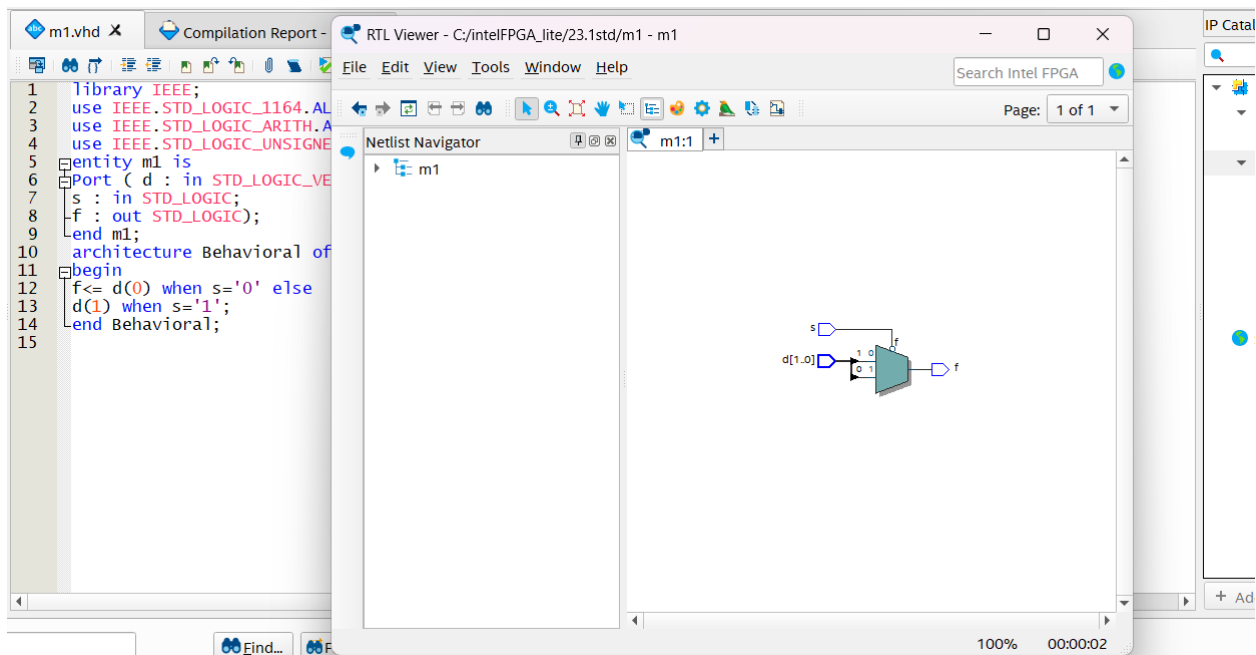 m1.vhd
Compilation Report -
1 library IEEE;
2 use IEEE.STD_LOGIC_1164.AL
3 use IEEE.STD_LOGIC_ARITH.A
4 use IEEE.STD_LOGIC_UNSIGNE
5 entity m1 is
6 Port ( d : in STD_LOGIC_VE
7 s : in STD_LOGIC;
8 f : out STD_LOGIC);
9 end m1;
10 architecture Behavioral of
11 begin
12 f<= d(0) when s='0' else
13 d(1) when s='1';
14 end Behavioral;
15
Find...
RTL Viewer - C:/intelFPGA_lite/23.1std/m1 - m1
File Edit View Tools Window Help
Search Intel FPGA
Page: 1 of 1
Netlist Navigator
m1
m1:1
s
f
d[1..0]
1 0
0 1
f
100% 00:00:02
IP Catal
+ Ad